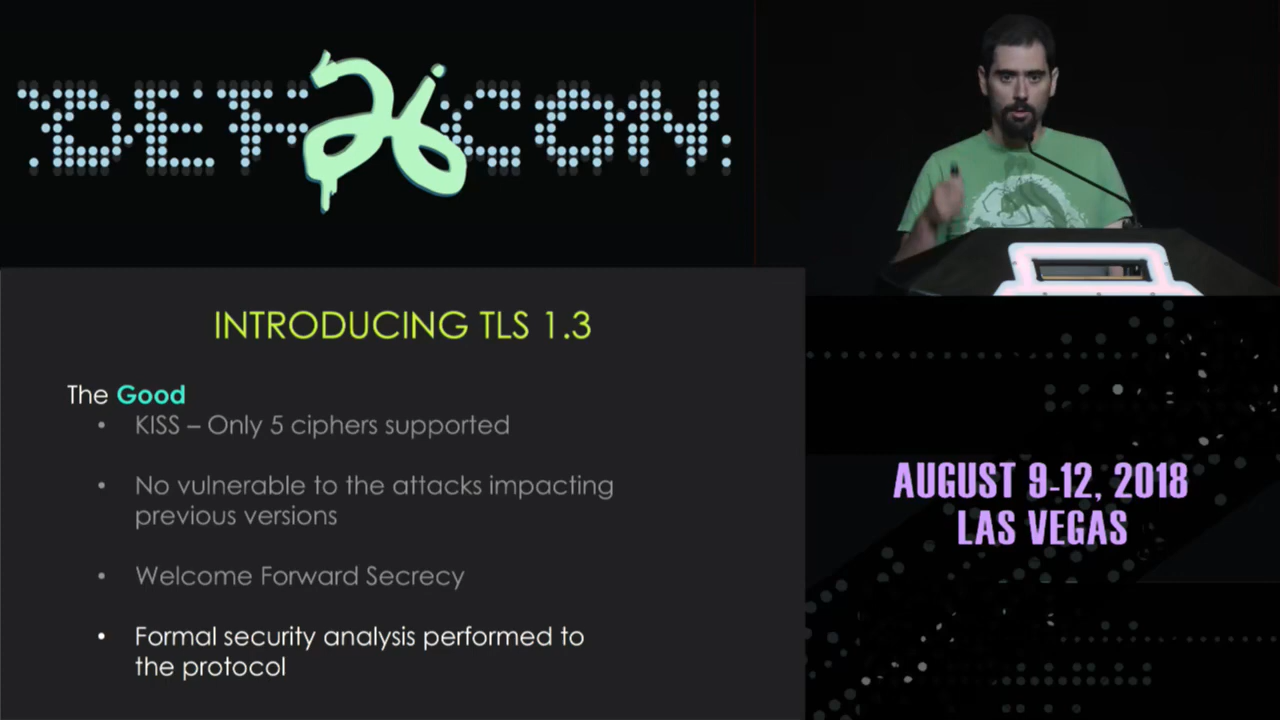 DEF 26 CON
INTRODUCING TLS 1.3
The Good
• KISS – Only 5 ciphers supported
• No vulnerable to the attacks impacting
previous versions
• Welcome Forward Secrecy
• Formal security analysis performed to
the protocol
AUGUST 9-12, 2018
LAS VEGAS